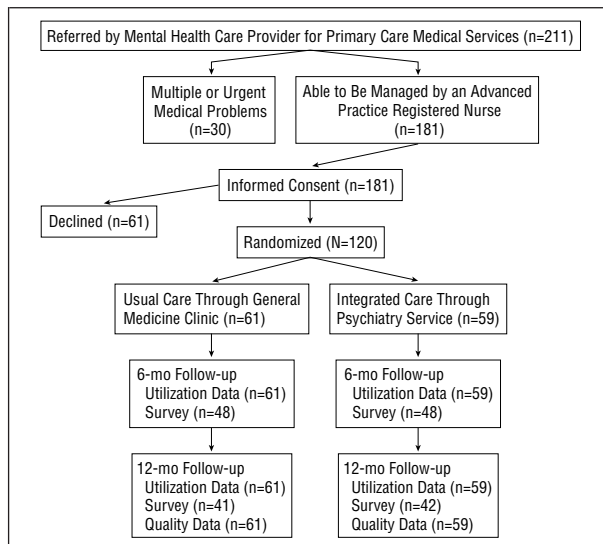 Referred by Mental Health Care Provider for Primary Care Medical Services (n=211)
Multiple or Urgent
Medical Problems
(n=30)
Able to Be Managed by an Advanced
Practice Registered Nurse
(n=181)
Informed Consent (n=181)
Declined (n=61)
Randomized (N=120)
Usual Care Through General
Medicine Clinic (n=61)
Integrated Care Through
Psychiatry Service (n=59)
6-mo Follow-up
Utilization Data (n=61)
Survey (n=48)
6-mo Follow-up
Utilization Data (n=59)
Survey (n=48)
12-mo Follow-up
Utilization Data (n=61)
Survey (n=41)
Quality Data (n=61)
12-mo Follow-up
Utilization Data (n=59)
Survey (n=42)
Quality Data (n=59)